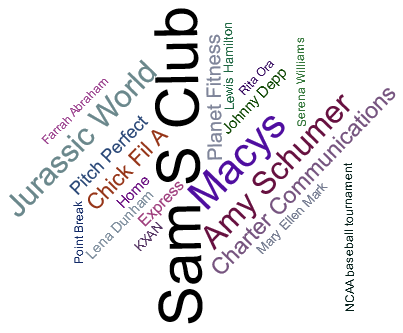 Farrah Abraham
Jurassic World
Pitch Perfect
Chick Fil A
Point Break
Lena Dunham
Home
KXAN
Express
Sam S Club
Planet Fitness
Lewis Hamilton
Rita Ora
Johnny Depp
Serena Williams
Macys
Amy Schumer
Charter Communications
Mary Ellen Mark
NCAA baseball tournament